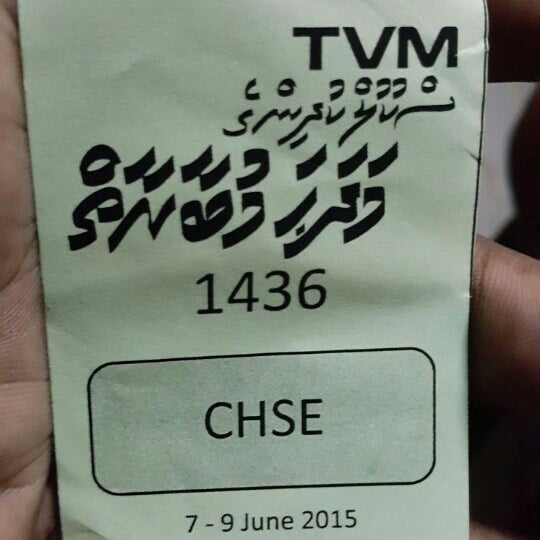 TVM
ސްކޫލް ކުދިންގެ
މަދަޙަ މުބާރާތް
1436
CHSE
7 - 9 June 2015